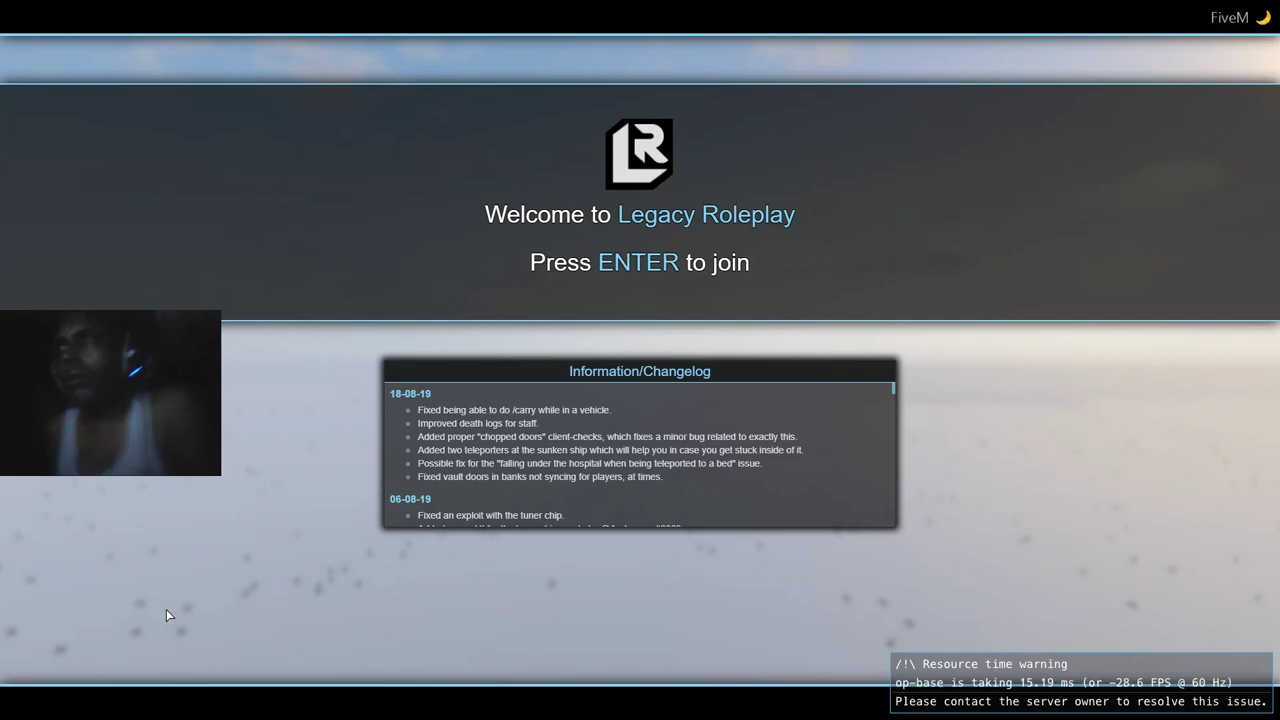 FiveM
LR
Welcome to Legacy Roleplay
Press ENTER to join
Information/Changelog
18-08-19
Fixed being able to do /carry while in a vehicle.
Improved death logs for staff.
Added proper "chopped doors" client-checks, which fixes a minor bug related to exactly this.
Added two teleporters at the sunken ship which will help you in case you get stuck inside of it.
Possible fix for the "falling under the hospital when being teleported to a bed" issue.
Fixed vault doors in banks not syncing for players, at times.
06-08-19
Fixed an exploit with the tuner chip.
/!\ Resource time warning
op-base is taking 15.19 ms (or -28.6 FPS @ 60 Hz)
Please contact the server owner to resolve this issue.